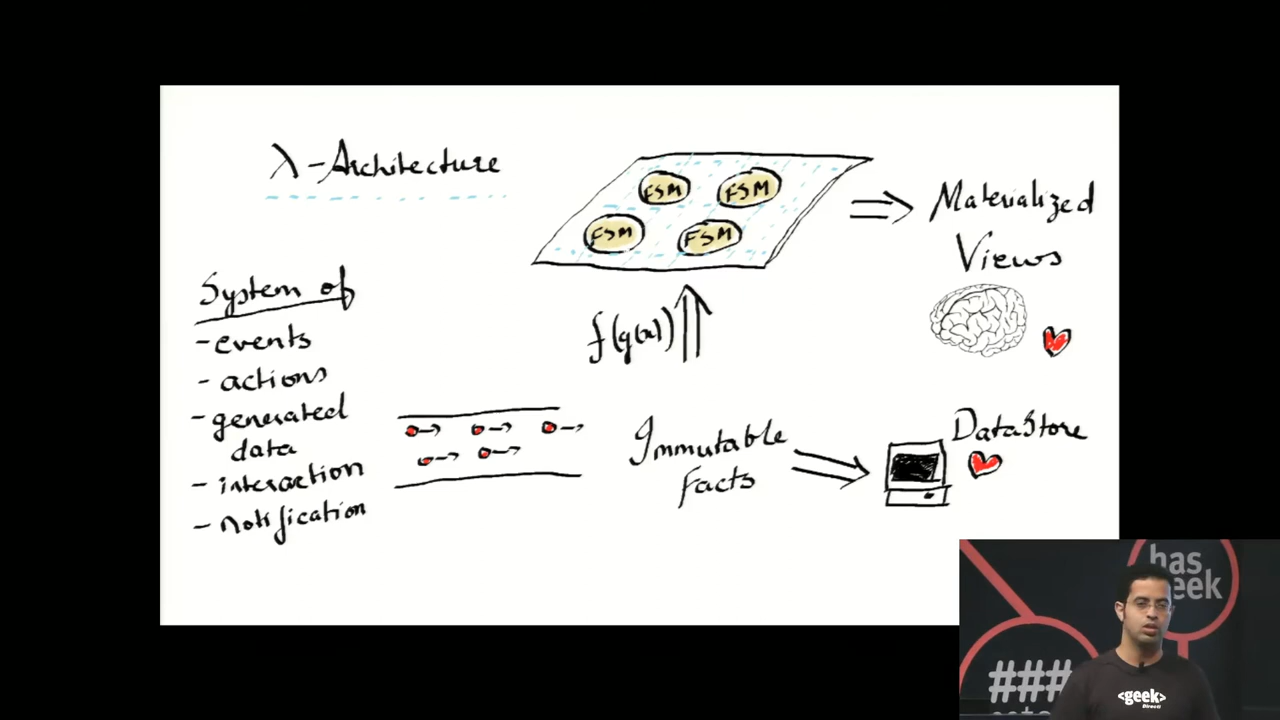 λ-Architecture
FSM FSM
FSM FSM
Materialized
Views
f(g(x))
System of
- events
- actions
- generated
data
- interaction
- notification
Immutable
facts
DataStore
has
geek
###
<geek>
Directi